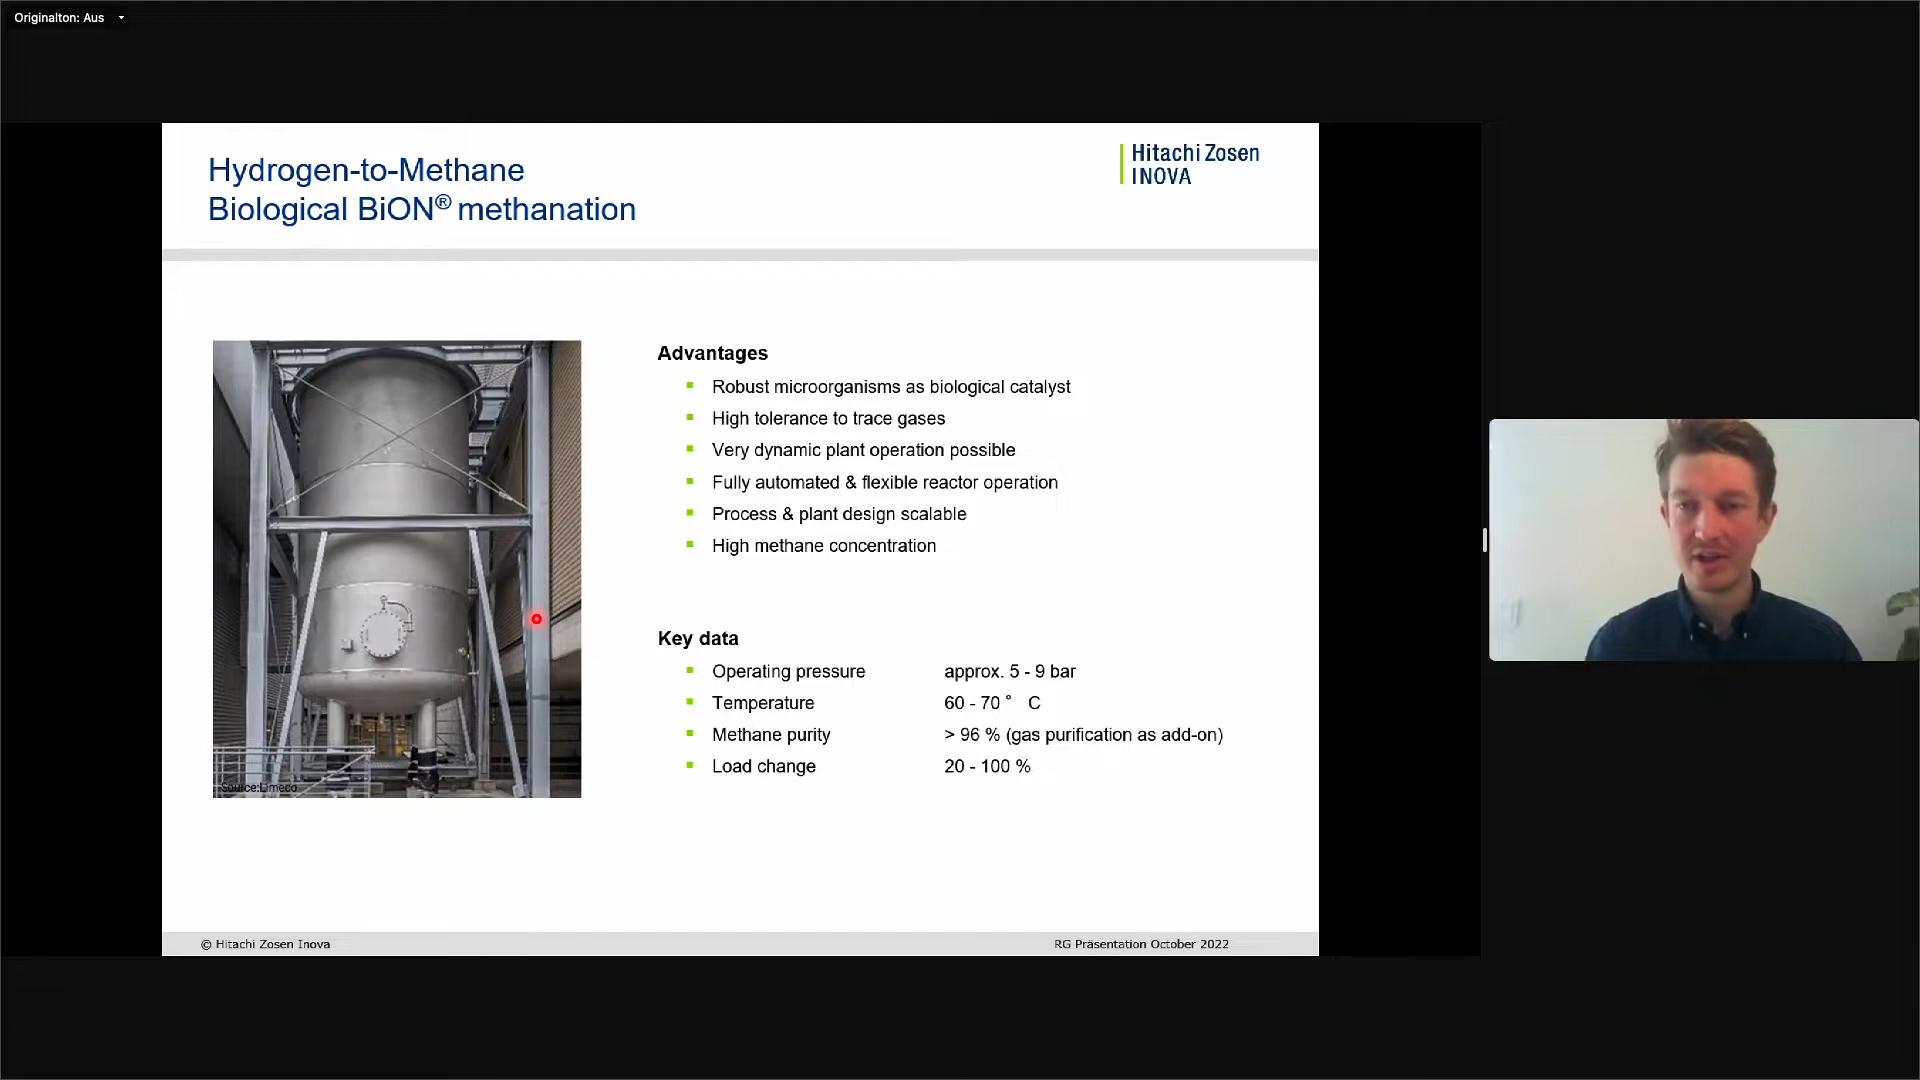 Originalton: Aus
Hydrogen-to-Methane
Biological BiON® methanation
Hitachi Zosen
INOVA
Advantages
Robust microorganisms as biological catalyst
High tolerance to trace gases
Very dynamic plant operation possible
Fully automated & flexible reactor operation
Process & plant design scalable
High methane concentration
Key data
Operating pressure approx. 5 - 9 bar
Temperature 60 - 70 ° C
Methane purity > 96 % (gas purification as add-on)
Load change 20 - 100 %
Source:Limeco
© Hitachi Zosen Inova
RG Präsentation October 2022